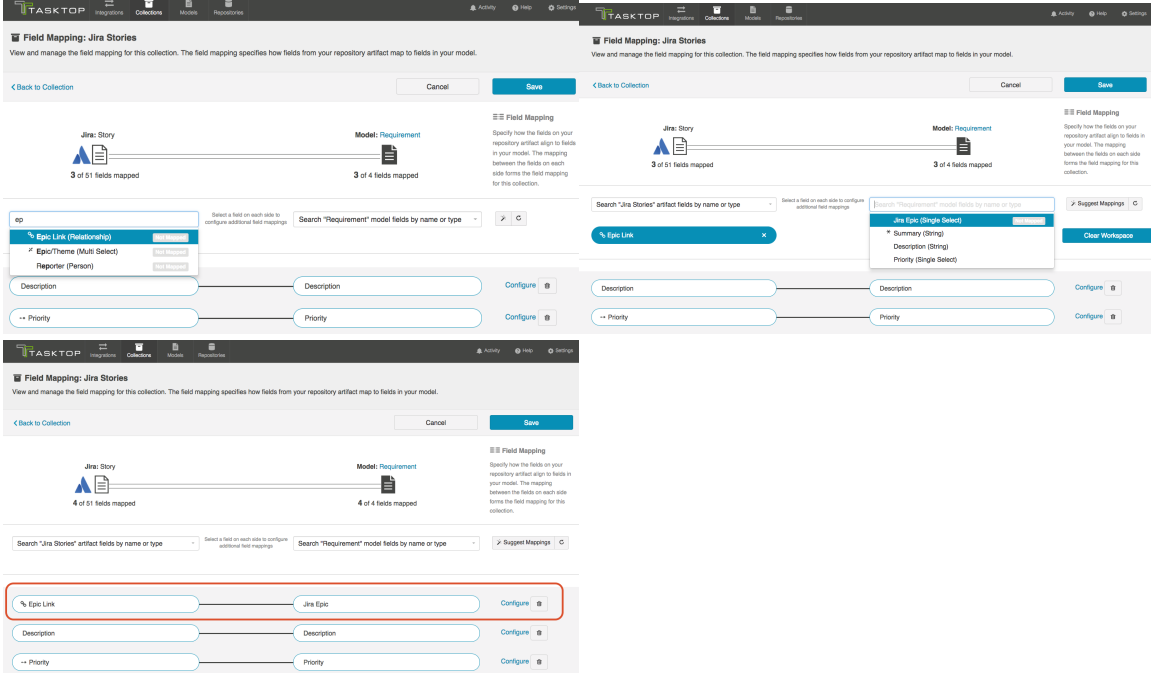 TASKTOP
Integrations
Collections
Models
Repositories
Activity
Help
Settings
Field Mapping: Jira Stories
View and manage the field mapping for this collection. The field mapping specifies how fields from your repository artifact map to fields in your model.
Back to Collection
Cancel
Save
Jira: Story
3 of 51 fields mapped
Model: Requirement
3 of 4 fields mapped
Field Mapping
Specify how the fields on your
repository artifact align to fields
in your model. The mapping
between the fields on each
side forms the field mapping
for this collection.
ep
Select a field on each side to
configure additional field mappings
Search "Requirement" model fields by name or type
Epic Link (Relationship)
Not Mapped
* Epic/Theme (Multi Select)
Not Mapped
Reporter (Person)
Not Mapped
Description
Description
Configure
Priority
Priority
Configure
TASKTOP
Integrations
Collections
Models
Repositories
Activity
Help
Settings
Field Mapping: Jira Stories
View and manage the field mapping for this collection. The field mapping specifies how fields from your repository artifact map to fields in your model.
Back to Collection
Cancel
Save
Jira: Story
3 of 51 fields mapped
Model: Requirement
3 of 4 fields mapped
Field Mapping
Specify how the fields on your
repository artifact align to fields in
your model. The mapping
between the fields on each side
forms the field mapping for this
collection.
Search "Jira Stories" artifact fields by name or type
Select a field on each side to configure
additional field mappings
Search "Requirement" model fields by name or type
Suggest Mappings
Epic Link
×
Jira Epic (Single Select)
Not Mapped
* Summary (String)
Description (String)
Priority (Single Select)
Clear Workspace
Description
Description
Configure
Priority
Priority
Configure
TASKTOP
Integrations
Collections
Models
Repositories
Activity
Help
Settings
Field Mapping: Jira Stories
View and manage the field mapping for this collection. The field mapping specifies how fields from your repository artifact map to fields in your model.
Back to Collection
Cancel
Save
Jira: Story
4 of 51 fields mapped
Model: Requirement
4 of 4 fields mapped
Field Mapping
Specify how the fields on your
repository artifact align to fields in
your model. The mapping
between the fields on each side
forms the field mapping for this
collection.
Search "Jira Stories" artifact fields by name or type
Select a field on each side to configure
additional field mappings
Search "Requirement" model fields by name or type
Suggest Mappings
Epic Link
Jira Epic
Configure
Description
Description
Configure
Priority
Priority
Configure